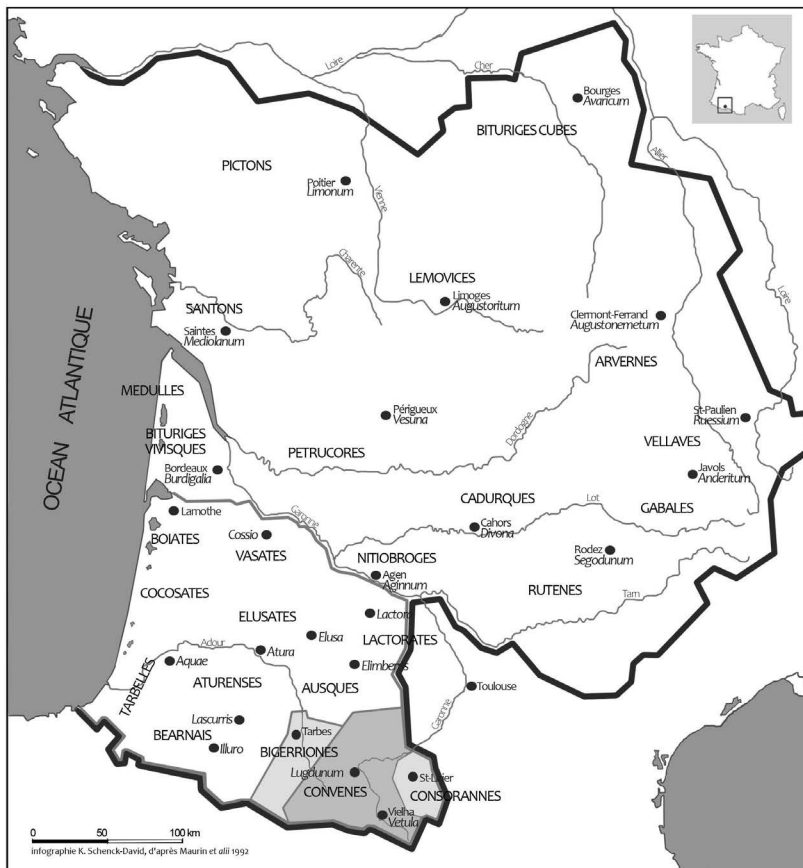 Loire
Cher
Bourges
Avaricum
BITURIGES CUBES
Allier
PICTONS
Poitier
Limonum
Vienne
Charente
LEMOVICES
Limoges
Augustoritum
Loire
SANTONS
Saintes
Mediolanum
Clermont-Ferrand
Augustonemetum
ARVERNES
OCEAN ATLANTIQUE
MEDULLES
Périgueux
Vesuna
Dordogne
St-Paulien
Ruessium
BITURIGES
VIVISQUES
PETRUCORES
VELLAVES
Bordeaux
Burdigalia
Javols
Anderitum
CADURQUES
Lot
GABALES
Lamothe
Garonne
Cahors
Divona
BOIATES
Cossio
VASATES
NITIOBROGES
Rodez
Segodunum
Agen
Aginnum
RUTENES
Tarn
COCOSATES
ELUSATES
Lactora
Elusa
LACTORATES
Adour
Atura
Aquae
Elimberris
TARBELLES
ATURENSES
AUSQUES
Toulouse
Garonne
Lascurris
BEARNAIS
Illuro
Tarbes
BIGERRIONES
Lugdunum
CONVENES
St-Lizier
CONSORANNES
Vielha
Vetula
0 50 100 km
infographie K. Schenck-David, d'après Maurin et alii 1992